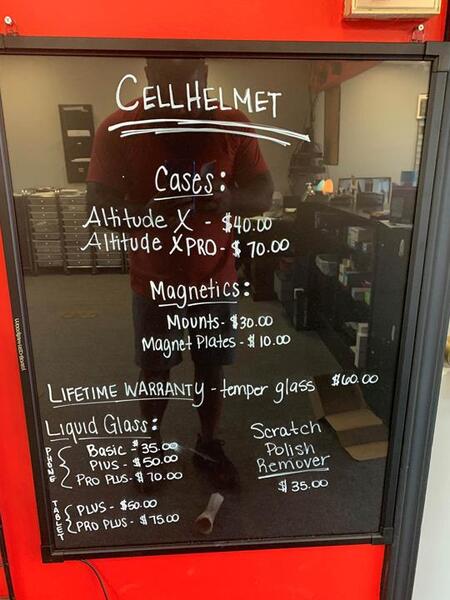 CELLHELMET
Cases:
Altitude X - $40.00
Altitude X PRO - $70.00
Magnetics:
Mounts - $30.00
Magnet Plates - $10.00
LIFETIME WARRANTY - temper glass $60.00
Liquid Glass:
PHONE
Basic - $35.00
PLUS - $50.00
PRO PLUS - $70.00
TABLET
PLUS - $60.00
PRO PLUS - $75.00
Scratch
Polish
Remover
$35.00